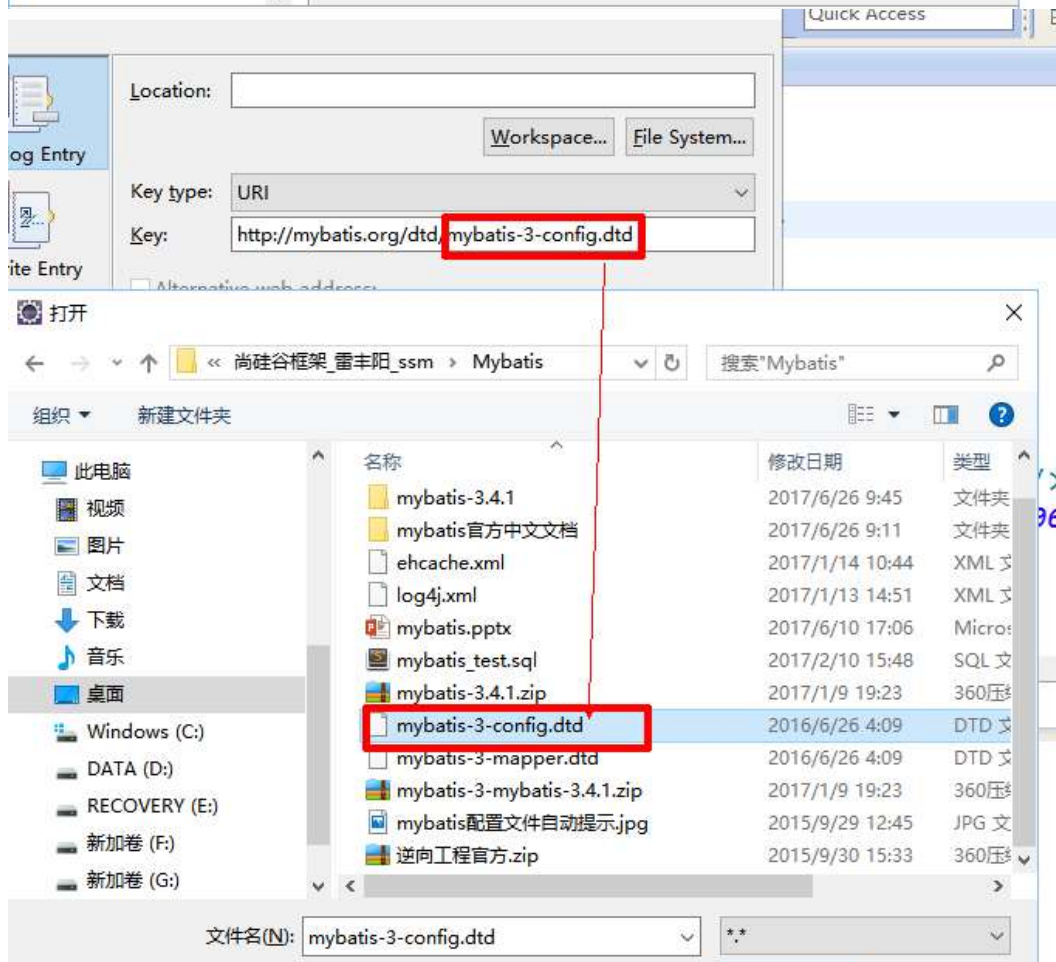 Quick Access
Location:
Workspace... File System...
og Entry
Key type: URI
Key: http://mybatis.org/dtd/mybatis-3-config.dtd
ite Entry
Alternative web address:
打开
« 尚硅谷框架_雷丰阳_ssm > Mybatis 搜索"Mybatis"
组织 新建文件夹
名称 修改日期 类型
此电脑
视频
图片
文档
下载
音乐
桌面
Windows (C:)
DATA (D:)
RECOVERY (E:)
新加卷 (F:)
新加卷 (G:)
mybatis-3.4.1 2017/6/26 9:45 文件夹
mybatis官方中文文档 2017/6/26 9:11 文件夹
ehcache.xml 2017/1/14 10:44 XML 文
log4j.xml 2017/1/13 14:51 XML 文
mybatis.pptx 2017/6/10 17:06 Micros
mybatis_test.sql 2017/2/10 15:48 SQL 文
mybatis-3.4.1.zip 2017/1/9 19:23 360压缩
mybatis-3-config.dtd 2016/6/26 4:09 DTD 文
mybatis-3-mapper.dtd 2016/6/26 4:09 DTD 文
mybatis-3-mybatis-3.4.1.zip 2017/1/9 19:23 360压缩
mybatis配置文件自动提示.jpg 2015/9/29 12:45 JPG 文
逆向工程官方.zip 2015/9/30 15:33 360压缩
文件名(N): mybatis-3-config.dtd *.*